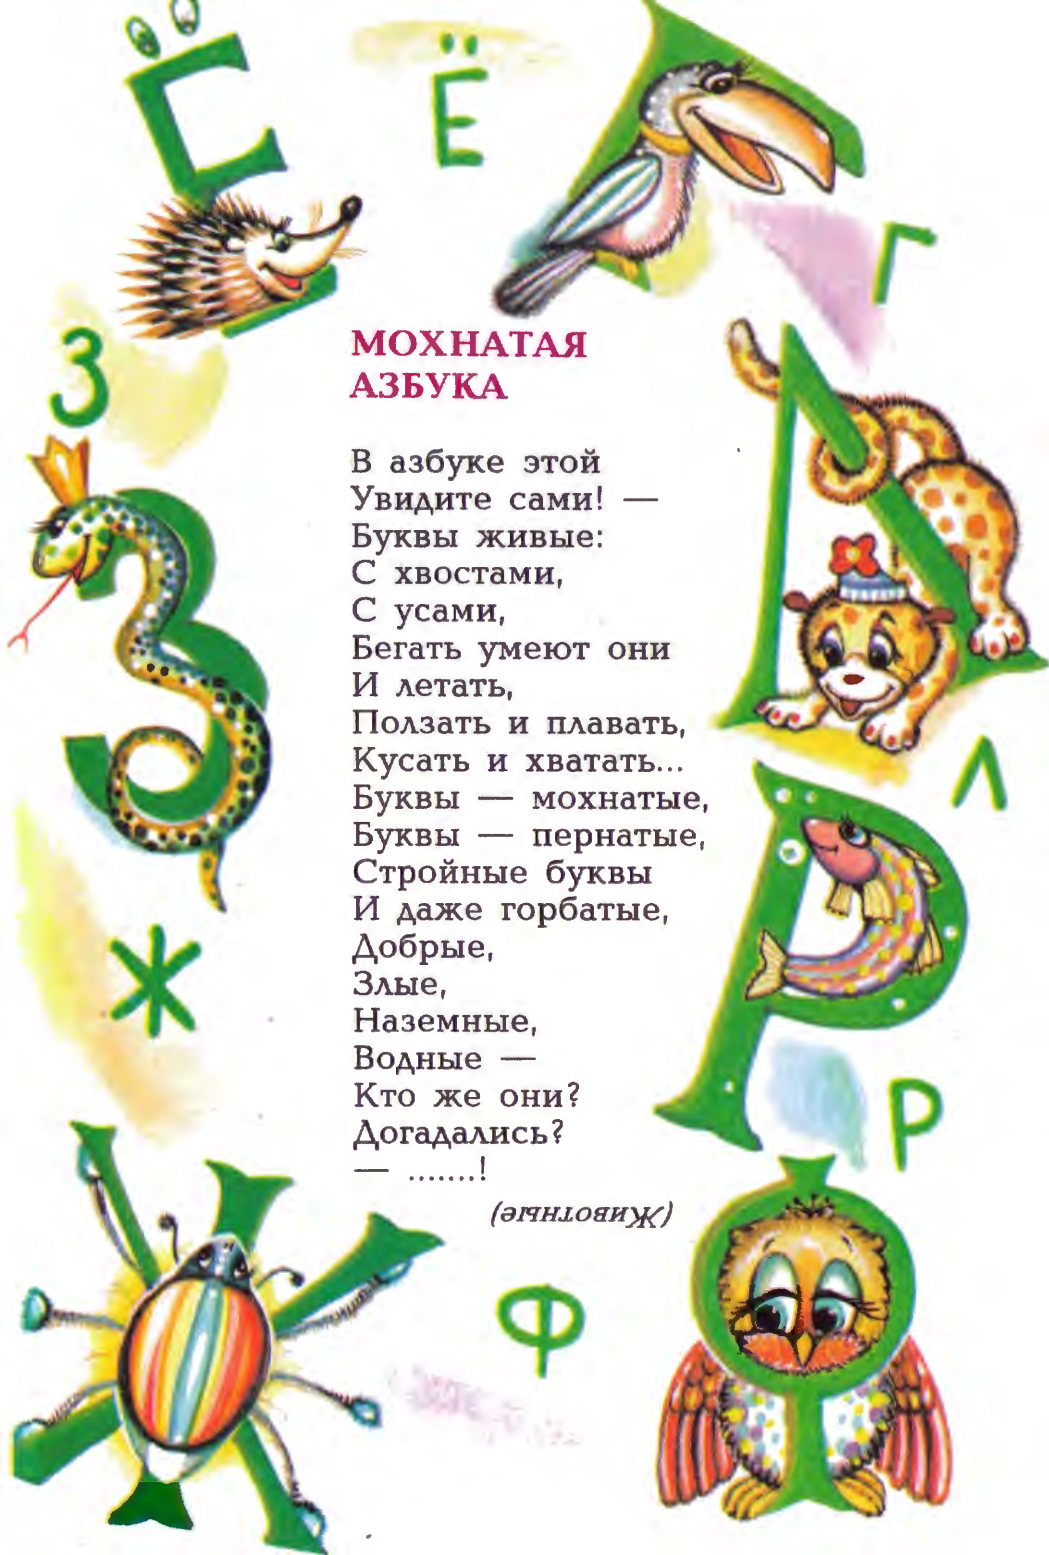 Ё
Ё
Г
Г
З
МОХНАТАЯ
АЗБУКА
В азбуке этой
Увидите сами! —
Буквы живые:
С хвостами,
С усами,
Бегать умеют они
И летать,
Ползать и плавать,
Кусать и хватать...
Буквы — мохнатые,
Буквы — пернатые,
Стройные буквы
И даже горбатые,
Добрые,
Злые,
Наземные,
Водные —
Кто же они?
Догадались?
— .......!
(Животные)
З
Л
Л
Ж
Р
Р
Ж
Ф
Ф